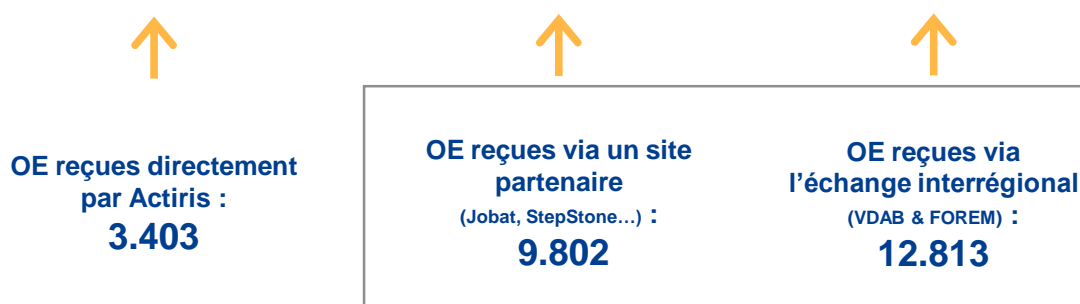 OE reçues directement
par Actiris :
3.403
OE reçues via un site
partenaire
(Jobat, StepStone…) :
9.802
OE reçues via
l’échange interrégional
(VDAB & FOREM) :
12.813